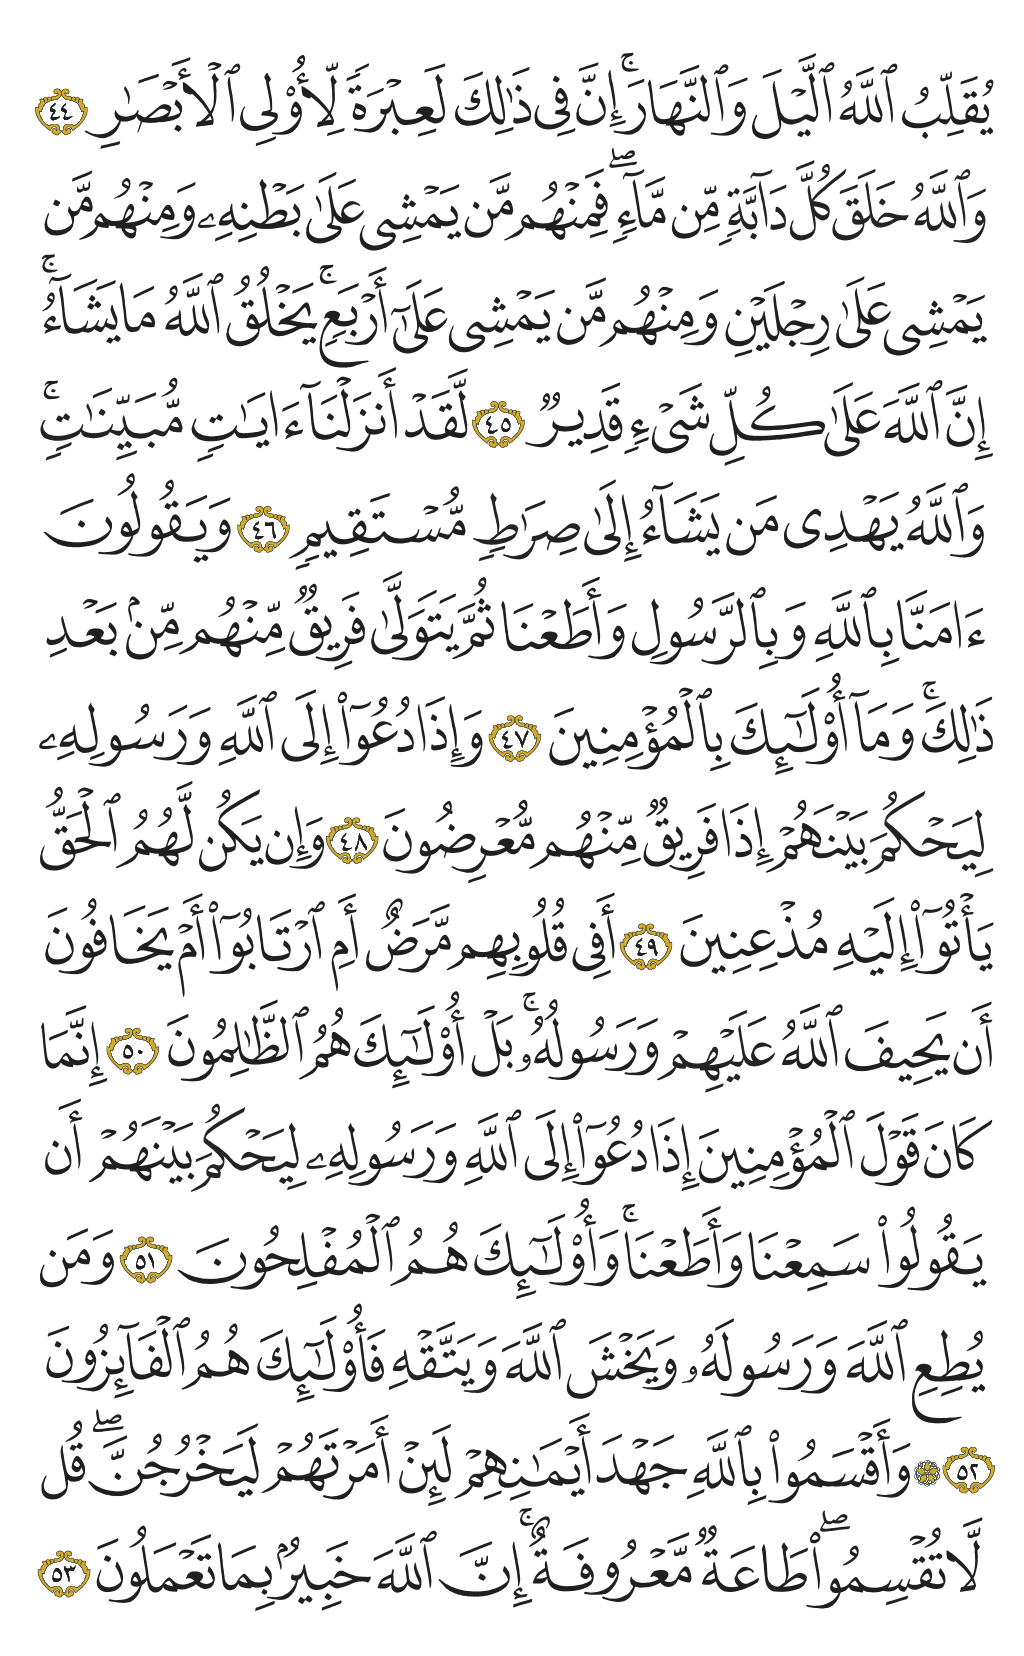 يُقَلِّبُ ٱللَّهُ ٱلَّيْلَ وَٱلنَّهَارَۚ إِنَّ فِى ذَٰلِكَ لَعِبْرَةً لِّأُو۟لِى ٱلْأَبْصَٰرِ ٤٤
وَٱللَّهُ خَلَقَ كُلَّ دَآبَّةٍ مِّن مَّآءٍۖ فَمِنْهُم مَّن يَمْشِى عَلَىٰ بَطْنِهِۦ وَمِنْهُم مَّن
يَمْشِى عَلَىٰ رِجْلَيْنِ وَمِنْهُم مَّن يَمْشِى عَلَىٰٓ أَرْبَعٍۚ يَخْلُقُ ٱللَّهُ مَا يَشَآءُۚ
إِنَّ ٱللَّهَ عَلَىٰ كُلِّ شَىْءٍ قَدِيرٌ ٤٥ لَّقَدْ أَنزَلْنَآ ءَايَٰتٍ مُّبَيِّنَٰتٍۚ
وَٱللَّهُ يَهْدِى مَن يَشَآءُ إِلَىٰ صِرَٰطٍ مُّسْتَقِيمٍ ٤٦ وَيَقُولُونَ
ءَامَنَّا بِٱللَّهِ وَبِٱلرَّسُولِ وَأَطَعْنَا ثُمَّ يَتَوَلَّىٰ فَرِيقٌ مِّنْهُم مِّنۢ بَعْدِ
ذَٰلِكَۚ وَمَآ أُو۟لَٰٓئِكَ بِٱلْمُؤْمِنِينَ ٤٧ وَإِذَا دُعُوٓا۟ إِلَى ٱللَّهِ وَرَسُولِهِۦ
لِيَحْكُمَ بَيْنَهُمْ إِذَا فَرِيقٌ مِّنْهُم مُّعْرِضُونَ ٤٨ وَإِن يَكُن لَّهُمُ ٱلْحَقُّ
يَأْتُوٓا۟ إِلَيْهِ مُذْعِنِينَ ٤٩ أَفِى قُلُوبِهِم مَّرَضٌ أَمِ ٱرْتَابُوٓا۟ أَمْ يَخَافُونَ
أَن يَحِيفَ ٱللَّهُ عَلَيْهِمْ وَرَسُولُهُۥۚ بَلْ أُو۟لَٰٓئِكَ هُمُ ٱلظَّٰلِمُونَ ٥٠ إِنَّمَا
كَانَ قَوْلَ ٱلْمُؤْمِنِينَ إِذَا دُعُوٓا۟ إِلَى ٱللَّهِ وَرَسُولِهِۦ لِيَحْكُمَ بَيْنَهُمْ أَن
يَقُولُوا۟ سَمِعْنَا وَأَطَعْنَاۚ وَأُو۟لَٰٓئِكَ هُمُ ٱلْمُفْلِحُونَ ٥١ وَمَن
يُطِعِ ٱللَّهَ وَرَسُولَهُۥ وَيَخْشَ ٱللَّهَ وَيَتَّقْهِ فَأُو۟لَٰٓئِكَ هُمُ ٱلْفَآئِزُونَ
٥٢ ۞ وَأَقْسَمُوا۟ بِٱللَّهِ جَهْدَ أَيْمَٰنِهِمْ لَئِنْ أَمَرْتَهُمْ لَيَخْرُجُنَّۖ قُل
لَّا تُقْسِمُوا۟ۖ طَاعَةٌ مَّعْرُوفَةٌۚ إِنَّ ٱللَّهَ خَبِيرٌۢ بِمَا تَعْمَلُونَ ٥٣